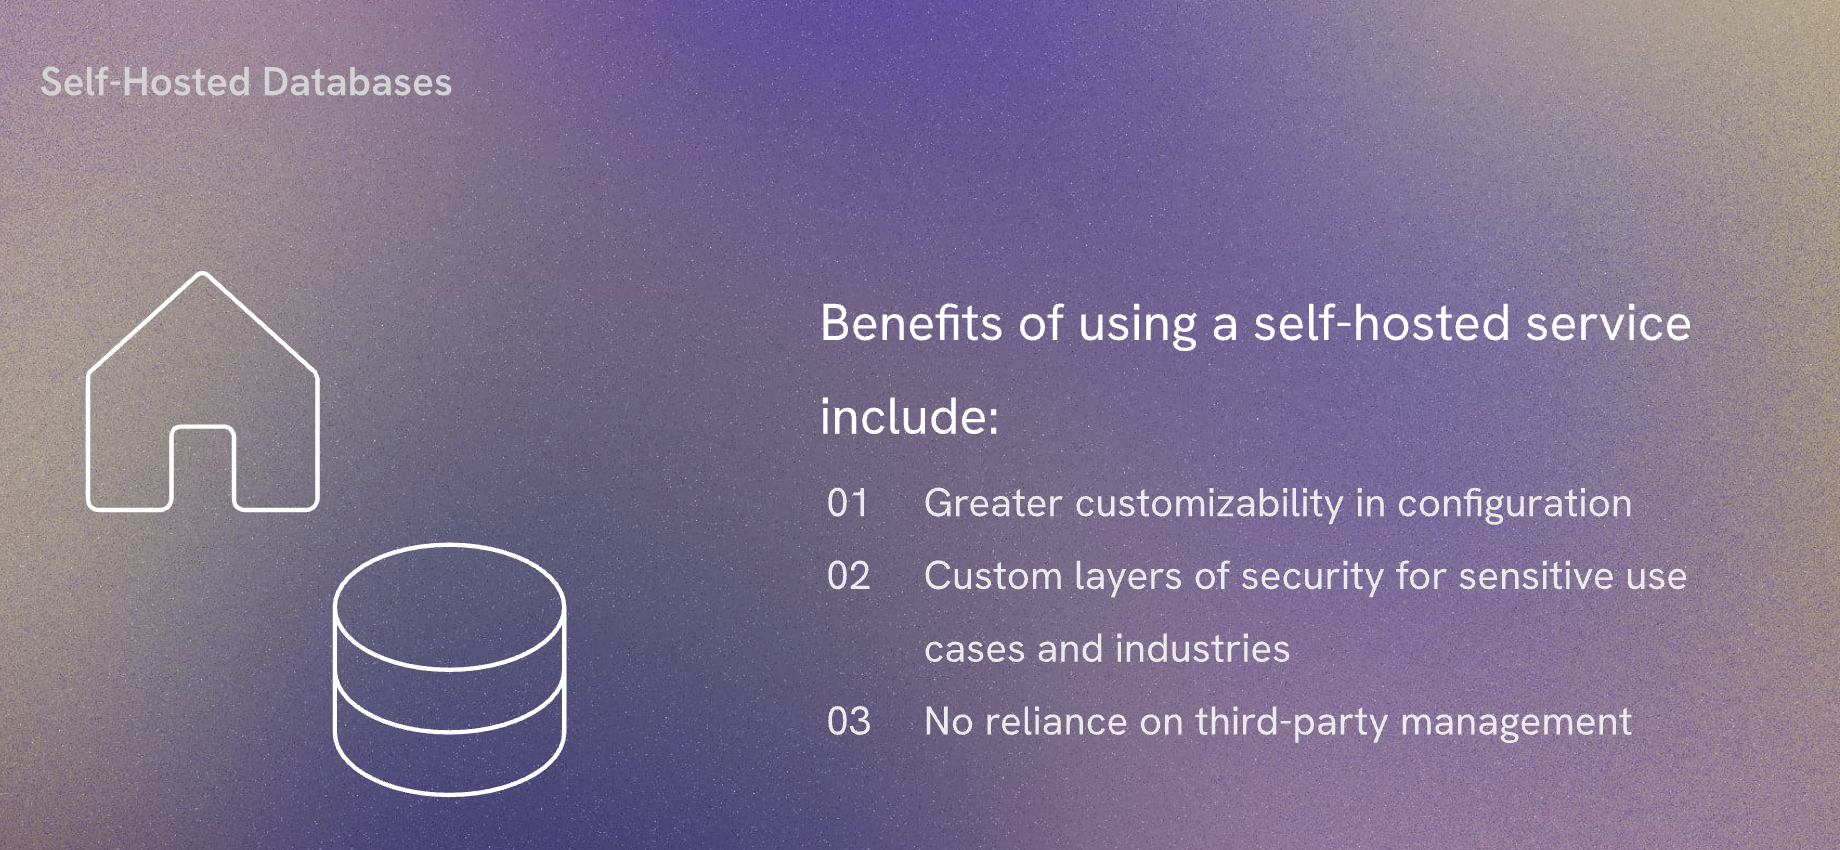 Self-Hosted Databases
Benefits of using a self-hosted service
include:
01 Greater customizability in configuration
02 Custom layers of security for sensitive use
cases and industries
03 No reliance on third-party management